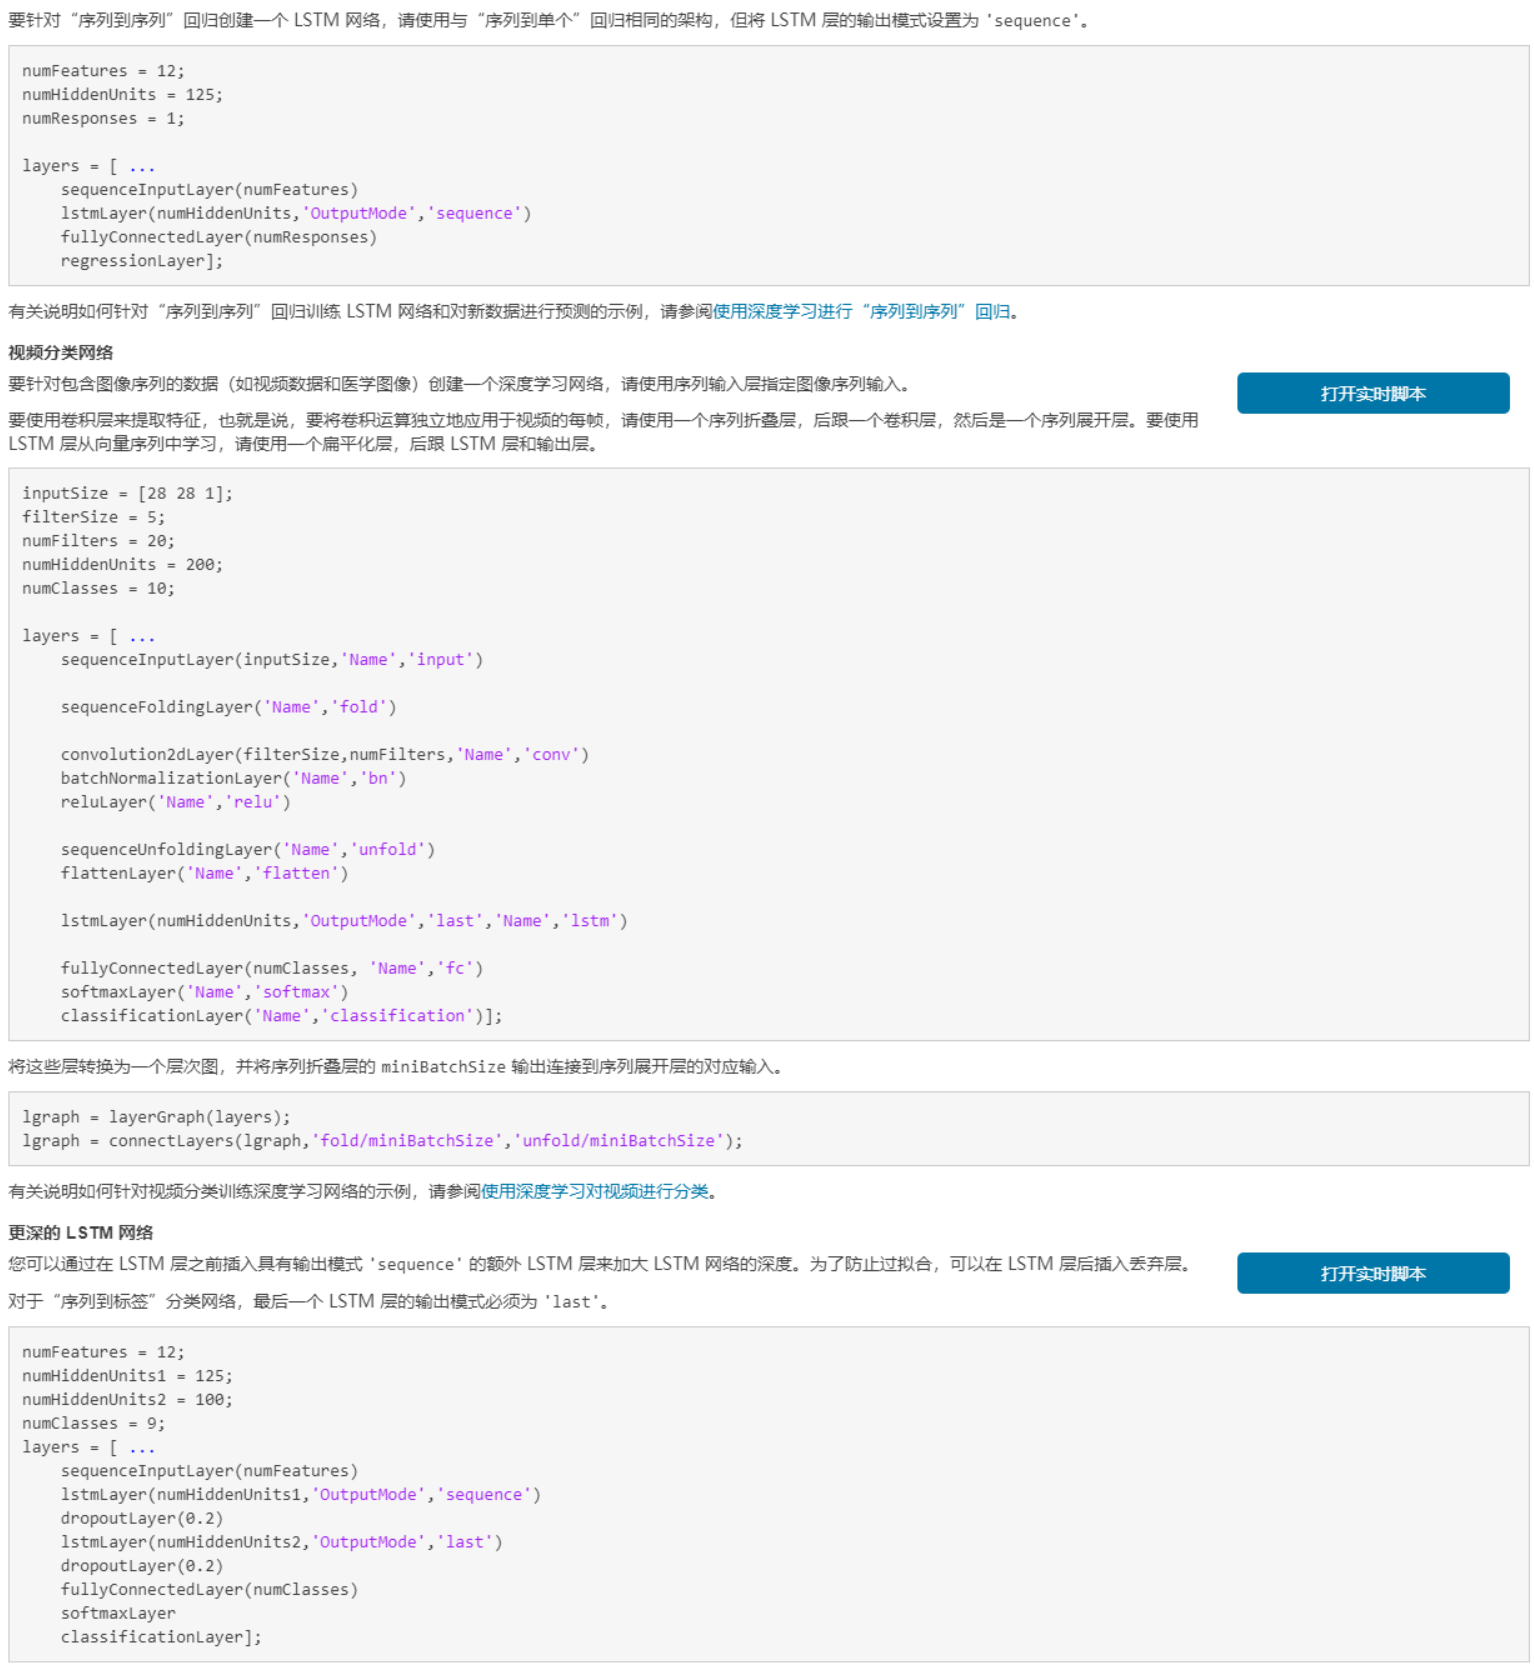 要针对“序列到序列”回归创建一个 LSTM 网络，请使用与“序列到单个”回归相同的架构，但将 LSTM 层的输出模式设置为 'sequence'。
numFeatures = 12;
numHiddenUnits = 125;
numResponses = 1;
layers = [ ...
sequenceInputLayer(numFeatures)
lstmLayer(numHiddenUnits,'OutputMode','sequence')
fullyConnectedLayer(numResponses)
regressionLayer];
有关说明如何针对“序列到序列”回归训练 LSTM 网络和对新数据进行预测的示例，请参阅使用深度学习进行“序列到序列”回归。
视频分类网络
要针对包含图像序列的数据（如视频数据和医学图像）创建一个深度学习网络，请使用序列输入层指定图像序列输入。
打开实时脚本
要使用卷积层来提取特征，也就是说，要将卷积运算独立地应用于视频的每帧，请使用一个序列折叠层，后跟一个卷积层，然后是一个序列展开层。要使用
LSTM 层从向量序列中学习，请使用一个扁平化层，后跟 LSTM 层和输出层。
inputSize = [28 28 1];
filterSize = 5;
numFilters = 20;
numHiddenUnits = 200;
numClasses = 10;
layers = [ ...
sequenceInputLayer(inputSize,'Name','input')
sequenceFoldingLayer('Name','fold')
convolution2dLayer(filterSize,numFilters,'Name','conv')
batchNormalizationLayer('Name','bn')
reluLayer('Name','relu')
sequenceUnfoldingLayer('Name','unfold')
flattenLayer('Name','flatten')
lstmLayer(numHiddenUnits,'OutputMode','last','Name','lstm')
fullyConnectedLayer(numClasses, 'Name','fc')
softmaxLayer('Name','softmax')
classificationLayer('Name','classification')];
将这些层转换为一个层次图，并将序列折叠层的 miniBatchSize 输出连接到序列展开层的对应输入。
lgraph = layerGraph(layers);
lgraph = connectLayers(lgraph,'fold/miniBatchSize','unfold/miniBatchSize');
有关说明如何针对视频分类训练深度学习网络的示例，请参阅使用深度学习对视频进行分类。
更深的 LSTM 网络
您可以通过在 LSTM 层之前插入具有输出模式 'sequence' 的额外 LSTM 层来加大 LSTM 网络的深度。为了防止过拟合，可以在 LSTM 层后插入丢弃层。
打开实时脚本
对于“序列到标签”分类网络，最后一个 LSTM 层的输出模式必须为 'last'。
numFeatures = 12;
numHiddenUnits1 = 125;
numHiddenUnits2 = 100;
numClasses = 9;
layers = [ ...
sequenceInputLayer(numFeatures)
lstmLayer(numHiddenUnits1,'OutputMode','sequence')
dropoutLayer(0.2)
lstmLayer(numHiddenUnits2,'OutputMode','last')
dropoutLayer(0.2)
fullyConnectedLayer(numClasses)
softmaxLayer
classificationLayer];